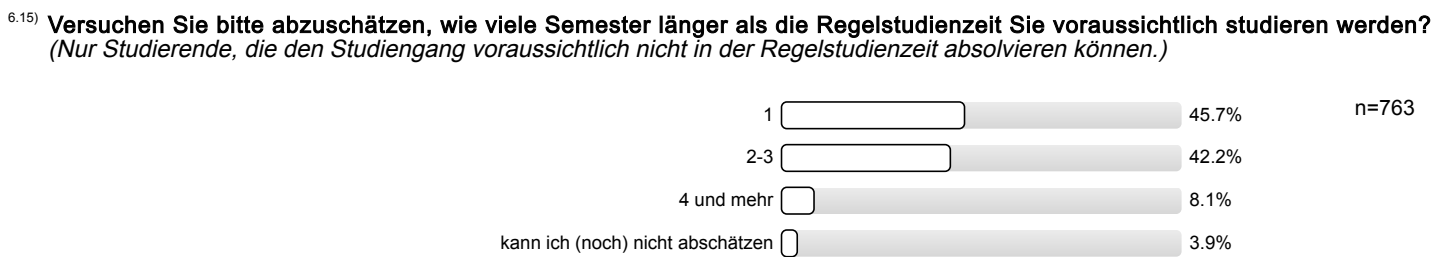 6.15) Versuchen Sie bitte abzuschätzen, wie viele Semester länger als die Regelstudienzeit Sie voraussichtlich studieren werden?
(Nur Studierende, die den Studiengang voraussichtlich nicht in der Regelstudienzeit absolvieren können.)
1 45.7% n=763
2-3 42.2%
4 und mehr 8.1%
kann ich (noch) nicht abschätzen 3.9%